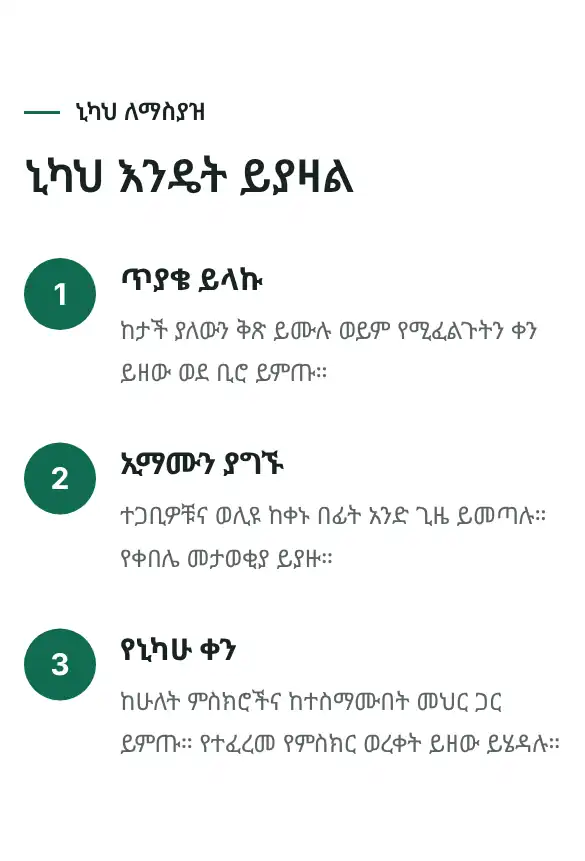 ኒካህ ለማስያዝ
ኒካህ እንዴት ይያዛል
1
ጥያቄ ይላኩ
ከታች ያለውን ቅጽ ይሙሉ ወይም የሚፈልጉትን ቀን
ይዘው ወደ ቢሮ ይምጡ።
2
ኢማሙን ያግኙ
ተጋቢዎቹና ወሊዩ ከቀኑ በፊት አንድ ጊዜ ይመጣሉ።
የቀበሌ መታወቂያ ይያዙ።
3
የኒካሁ ቀን
ከሁለት ምስክሮችና ከተስማሙበት መህር ጋር
ይምጡ። የተፈረመ የምስክር ወረቀት ይዘው ይሄዳሉ።